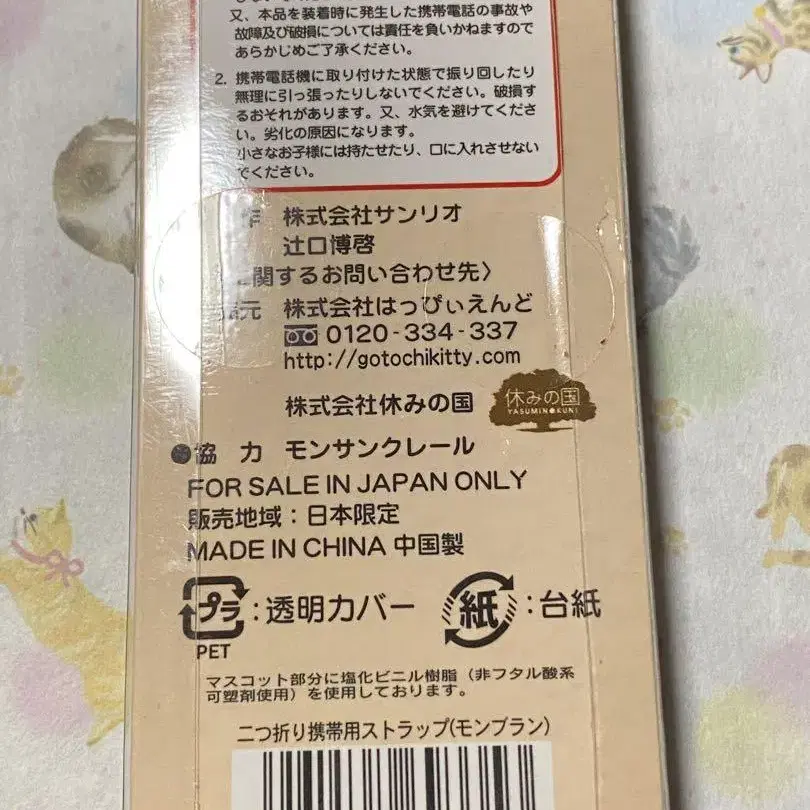 又、本品を装着時に発生した携帯電話の事故や
故障及び破損については責任を負いかねますので
あらかじめご了承ください。
2. 携帯電話機に取り付けた状態で振り回したり
無理に引っ張ったりしないでください。破損す
るおそれがあります。又、水気を避けてくださ
い。劣化の原因になります。
小さなお子様には持たせたり、口に入れさせない
でください。
作 株式会社サンリオ
辻口博啓
に関するお問い合わせ先〉
元 株式会社はっぴぃえんど
0120-334-337
http://gotochikitty.com
株式会社休みの国
休みの国
YASUMINOKUNI
●協 力 モンサンクレール
FOR SALE IN JAPAN ONLY
販売地域：日本限定
MADE IN CHINA 中国製
プラ：透明カバー
紙：台紙
PET
マスコット部分に塩化ビニル樹脂（非フタル酸系
可塑剤使用）を使用しております。
二つ折り携帯用ストラップ(モンブラン)